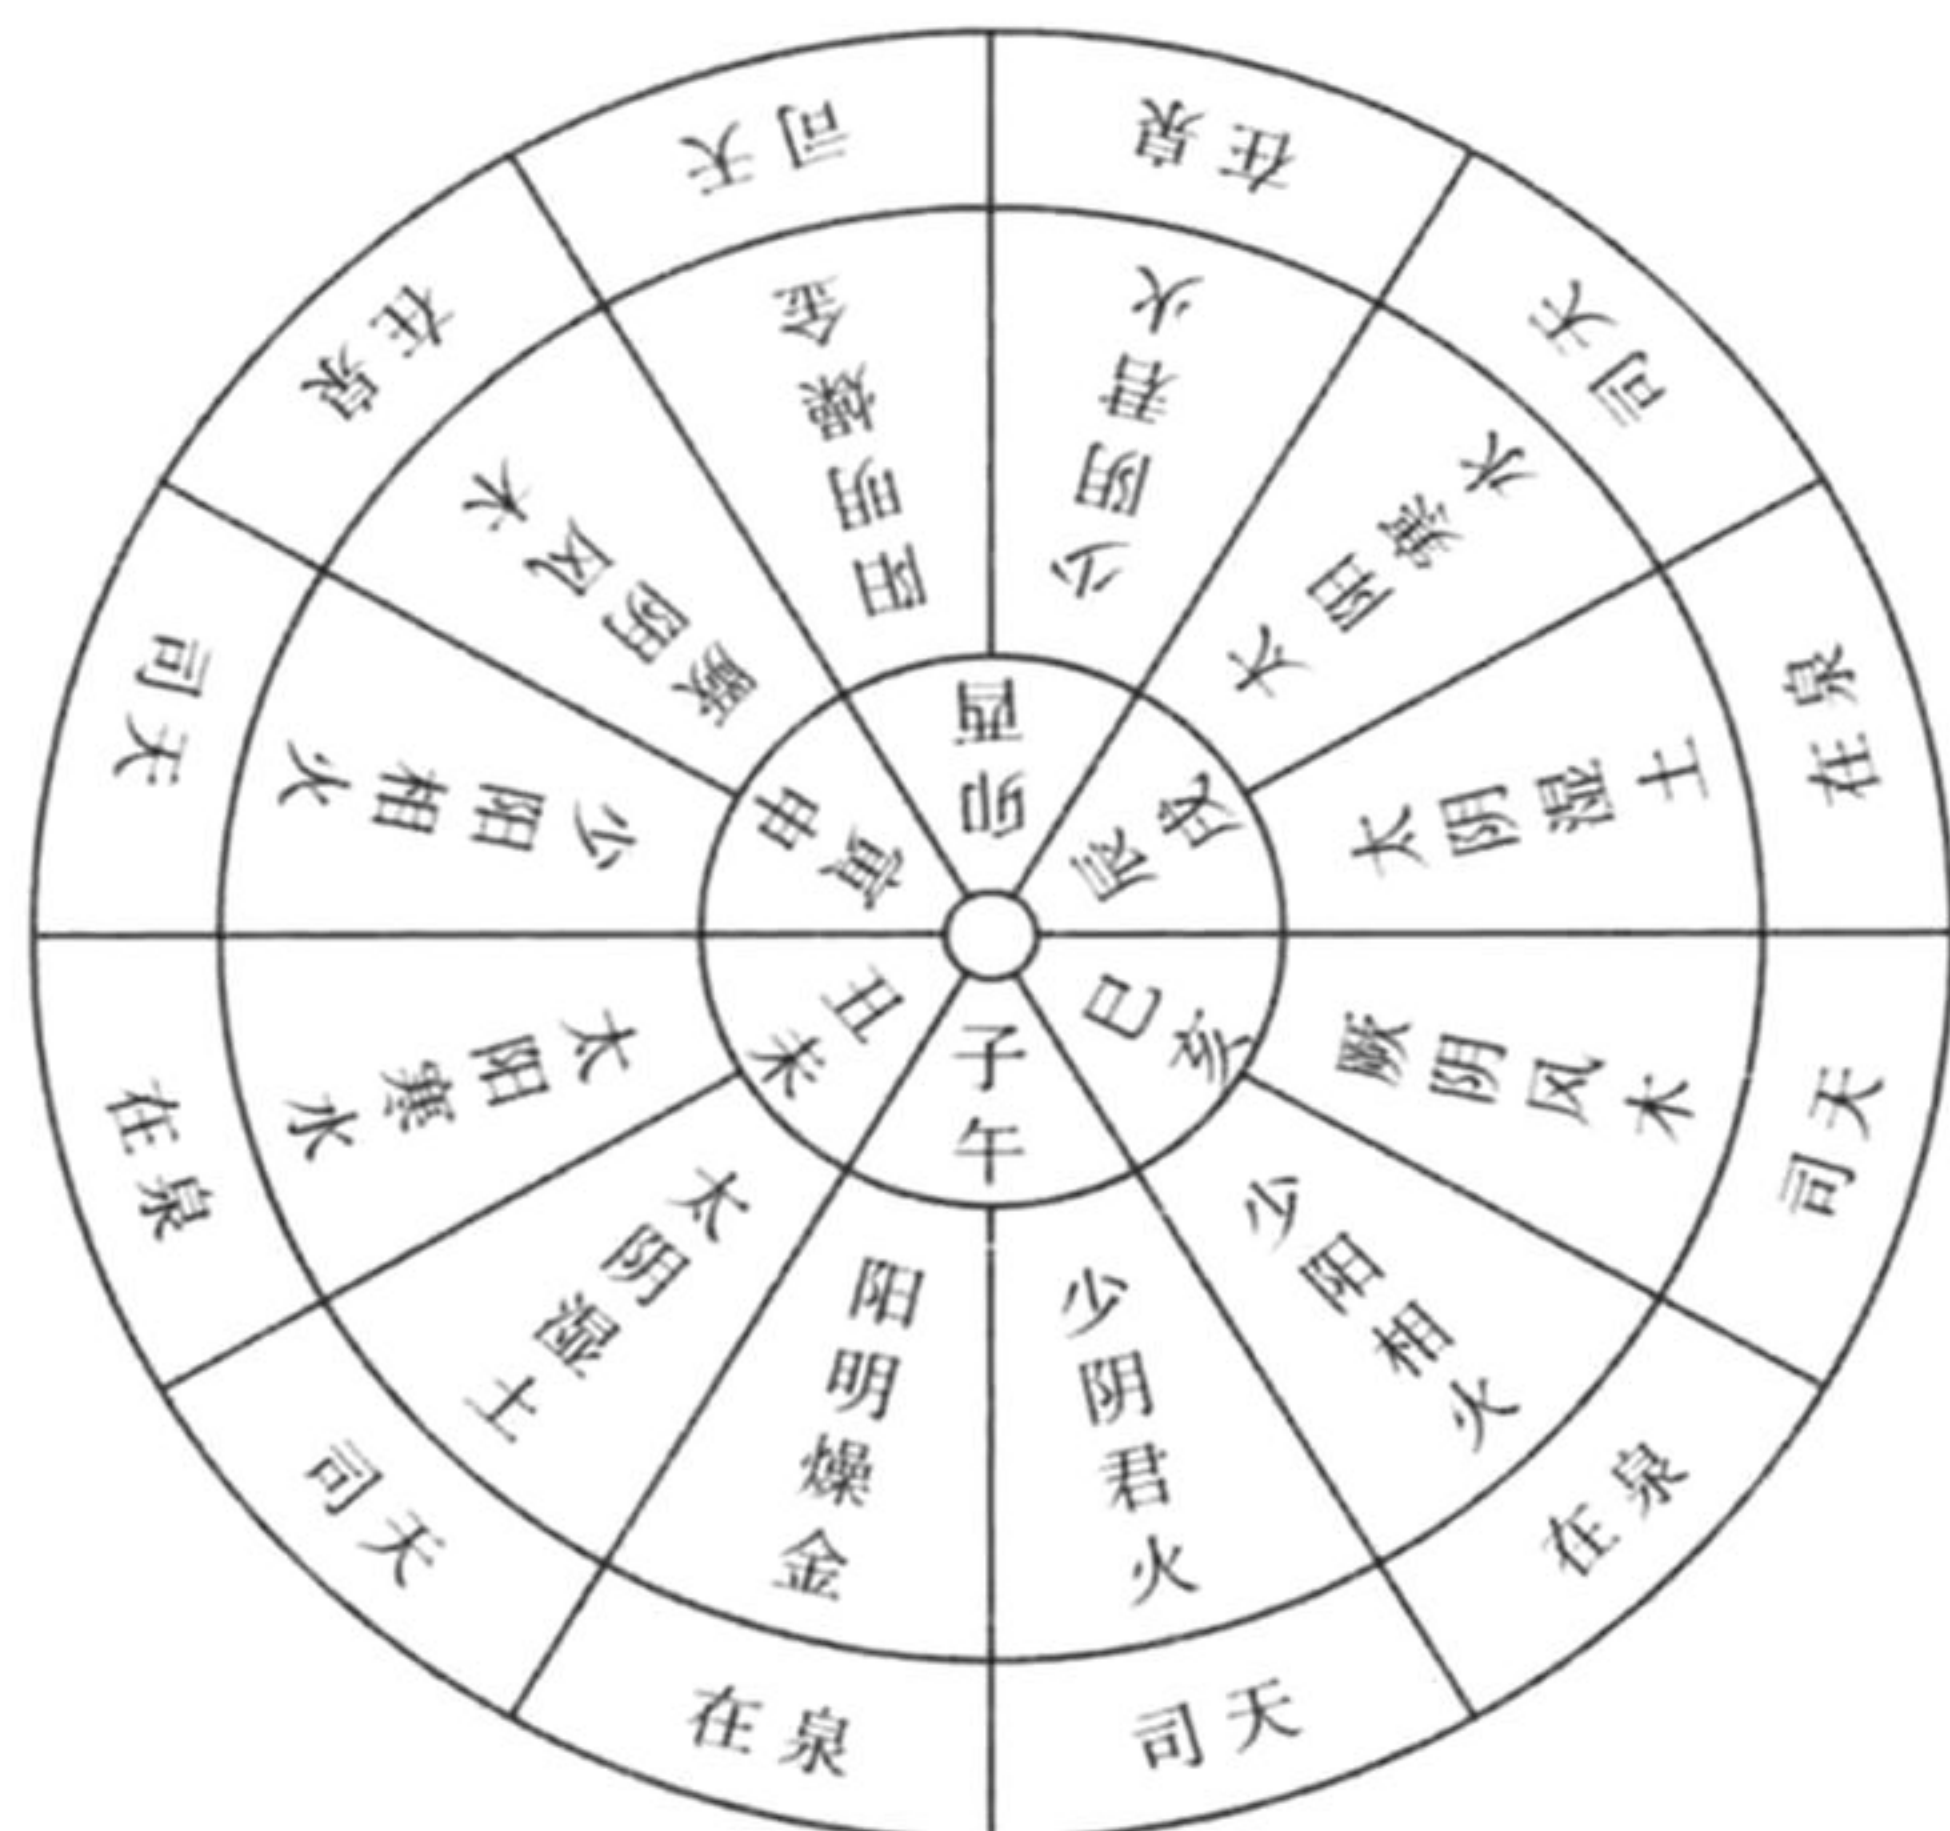 子午
少阴君火
司天
阳明燥金
在泉
丑未
太阴湿土
司天
太阳寒水
在泉
寅申
少阳相火
司天
厥阴风木
在泉
卯酉
阳明燥金
司天
少阴君火
在泉
辰戌
太阳寒水
司天
太阴湿土
在泉
巳亥
厥阴风木
司天
少阳相火
在泉